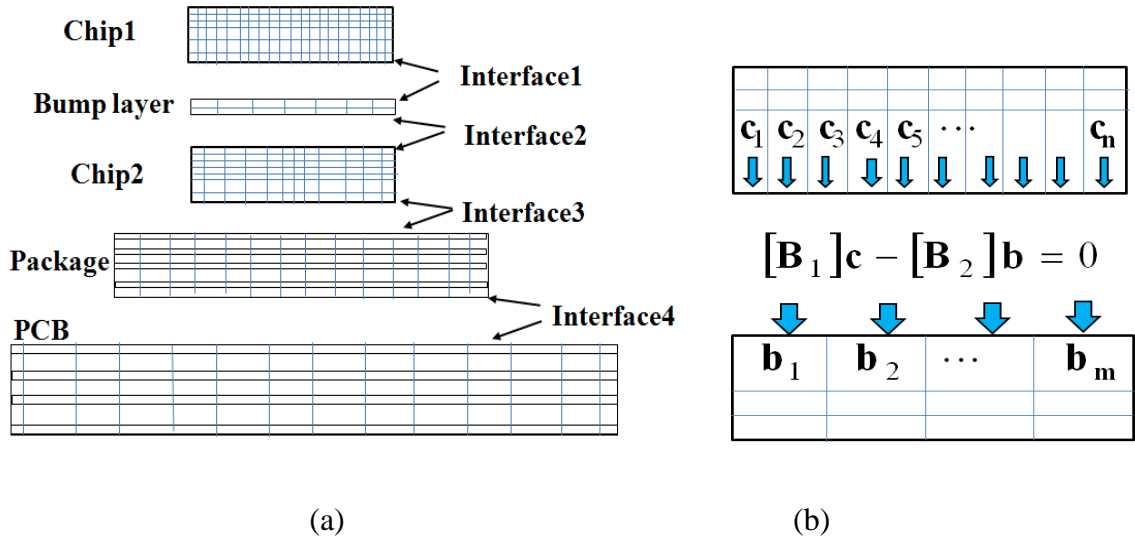 Chip1
Interface1
Bump layer
Interface2
Chip2
Interface3
Package
Interface4
PCB
(a)
c1 c2 c3 c4 c5 ··· cn
[B1]c − [B2]b = 0
b1 b2 ··· bm
(b)